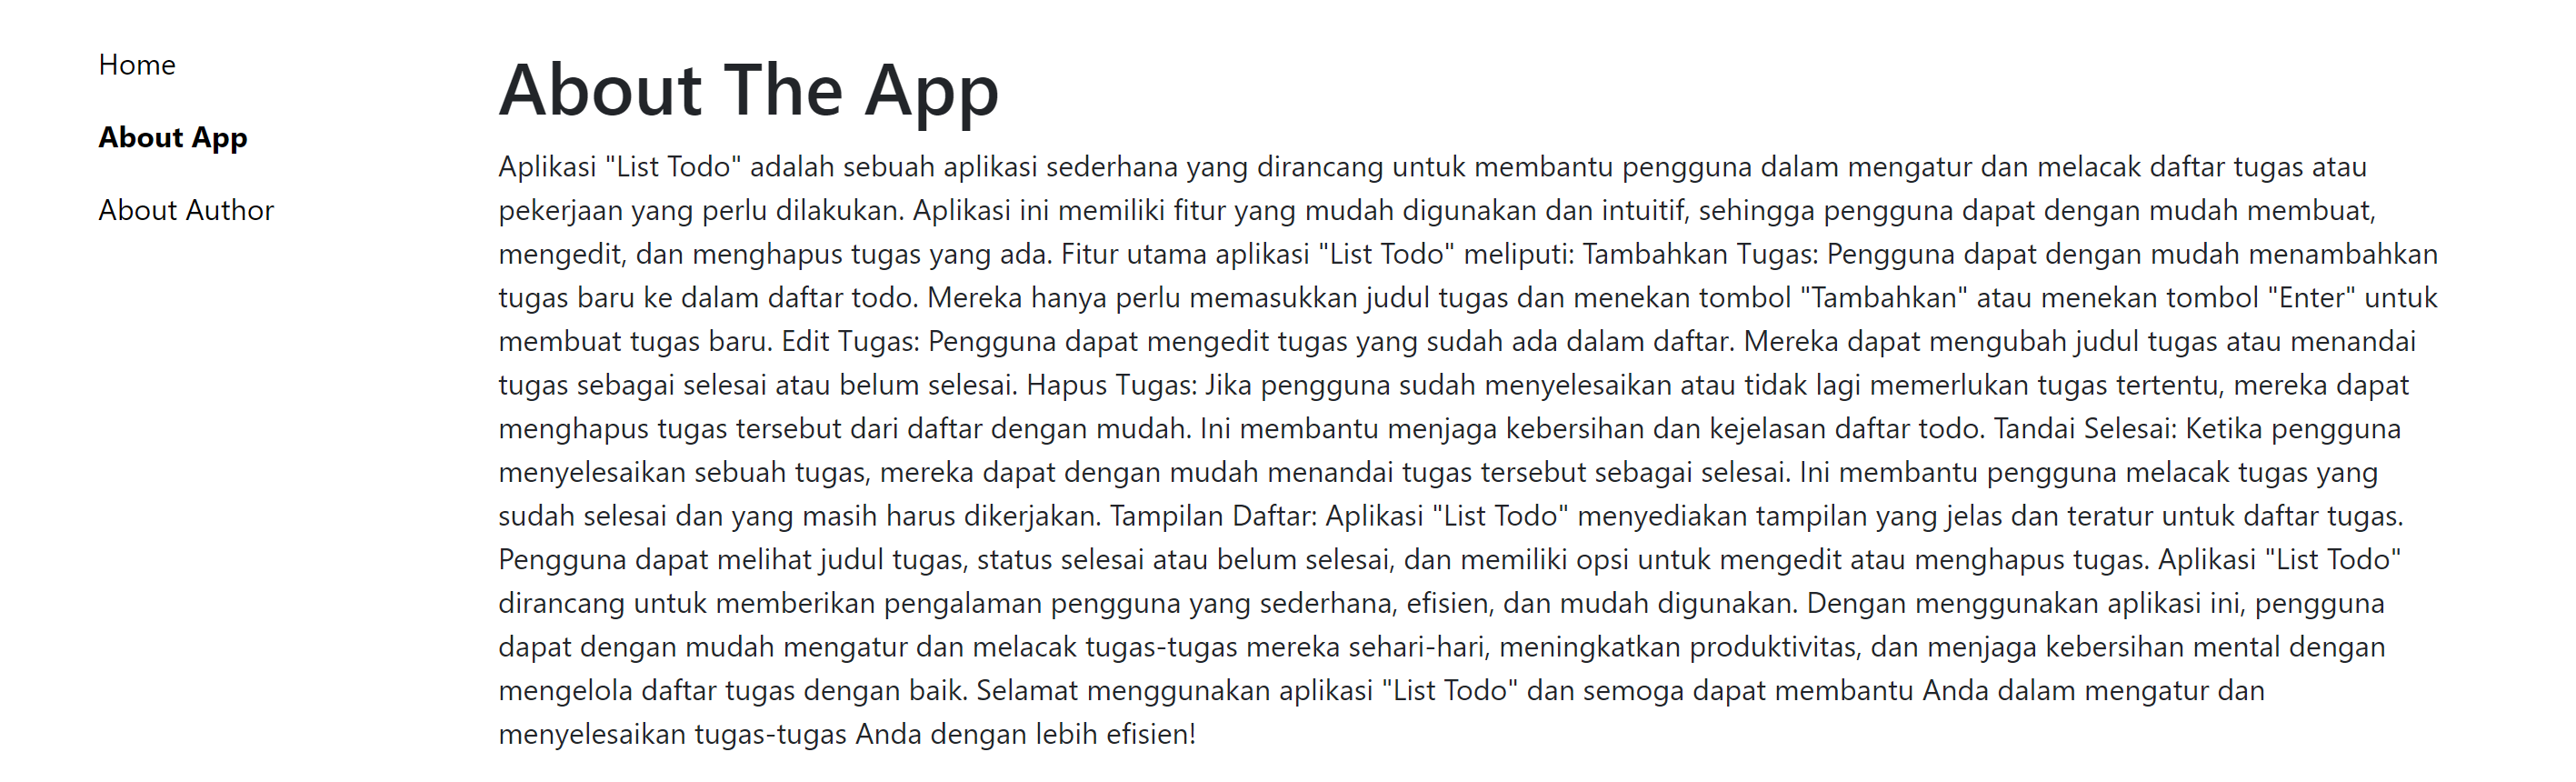 Home
About App
About Author
About The App
Aplikasi "List Todo" adalah sebuah aplikasi sederhana yang dirancang untuk membantu pengguna dalam mengatur dan melacak daftar tugas atau
pekerjaan yang perlu dilakukan. Aplikasi ini memiliki fitur yang mudah digunakan dan intuitif, sehingga pengguna dapat dengan mudah membuat,
mengedit, dan menghapus tugas yang ada. Fitur utama aplikasi "List Todo" meliputi: Tambahkan Tugas: Pengguna dapat dengan mudah menambahkan
tugas baru ke dalam daftar todo. Mereka hanya perlu memasukkan judul tugas dan menekan tombol "Tambahkan" atau menekan tombol "Enter" untuk
membuat tugas baru. Edit Tugas: Pengguna dapat mengedit tugas yang sudah ada dalam daftar. Mereka dapat mengubah judul tugas atau menandai
tugas sebagai selesai atau belum selesai. Hapus Tugas: Jika pengguna sudah menyelesaikan atau tidak lagi memerlukan tugas tertentu, mereka dapat
menghapus tugas tersebut dari daftar dengan mudah. Ini membantu menjaga kebersihan dan kejelasan daftar todo. Tandai Selesai: Ketika pengguna
menyelesaikan sebuah tugas, mereka dapat dengan mudah menandai tugas tersebut sebagai selesai. Ini membantu pengguna melacak tugas yang
sudah selesai dan yang masih harus dikerjakan. Tampilan Daftar: Aplikasi "List Todo" menyediakan tampilan yang jelas dan teratur untuk daftar tugas.
Pengguna dapat melihat judul tugas, status selesai atau belum selesai, dan memiliki opsi untuk mengedit atau menghapus tugas. Aplikasi "List Todo"
dirancang untuk memberikan pengalaman pengguna yang sederhana, efisien, dan mudah digunakan. Dengan menggunakan aplikasi ini, pengguna
dapat dengan mudah mengatur dan melacak tugas-tugas mereka sehari-hari, meningkatkan produktivitas, dan menjaga kebersihan mental dengan
mengelola daftar tugas dengan baik. Selamat menggunakan aplikasi "List Todo" dan semoga dapat membantu Anda dalam mengatur dan
menyelesaikan tugas-tugas Anda dengan lebih efisien!